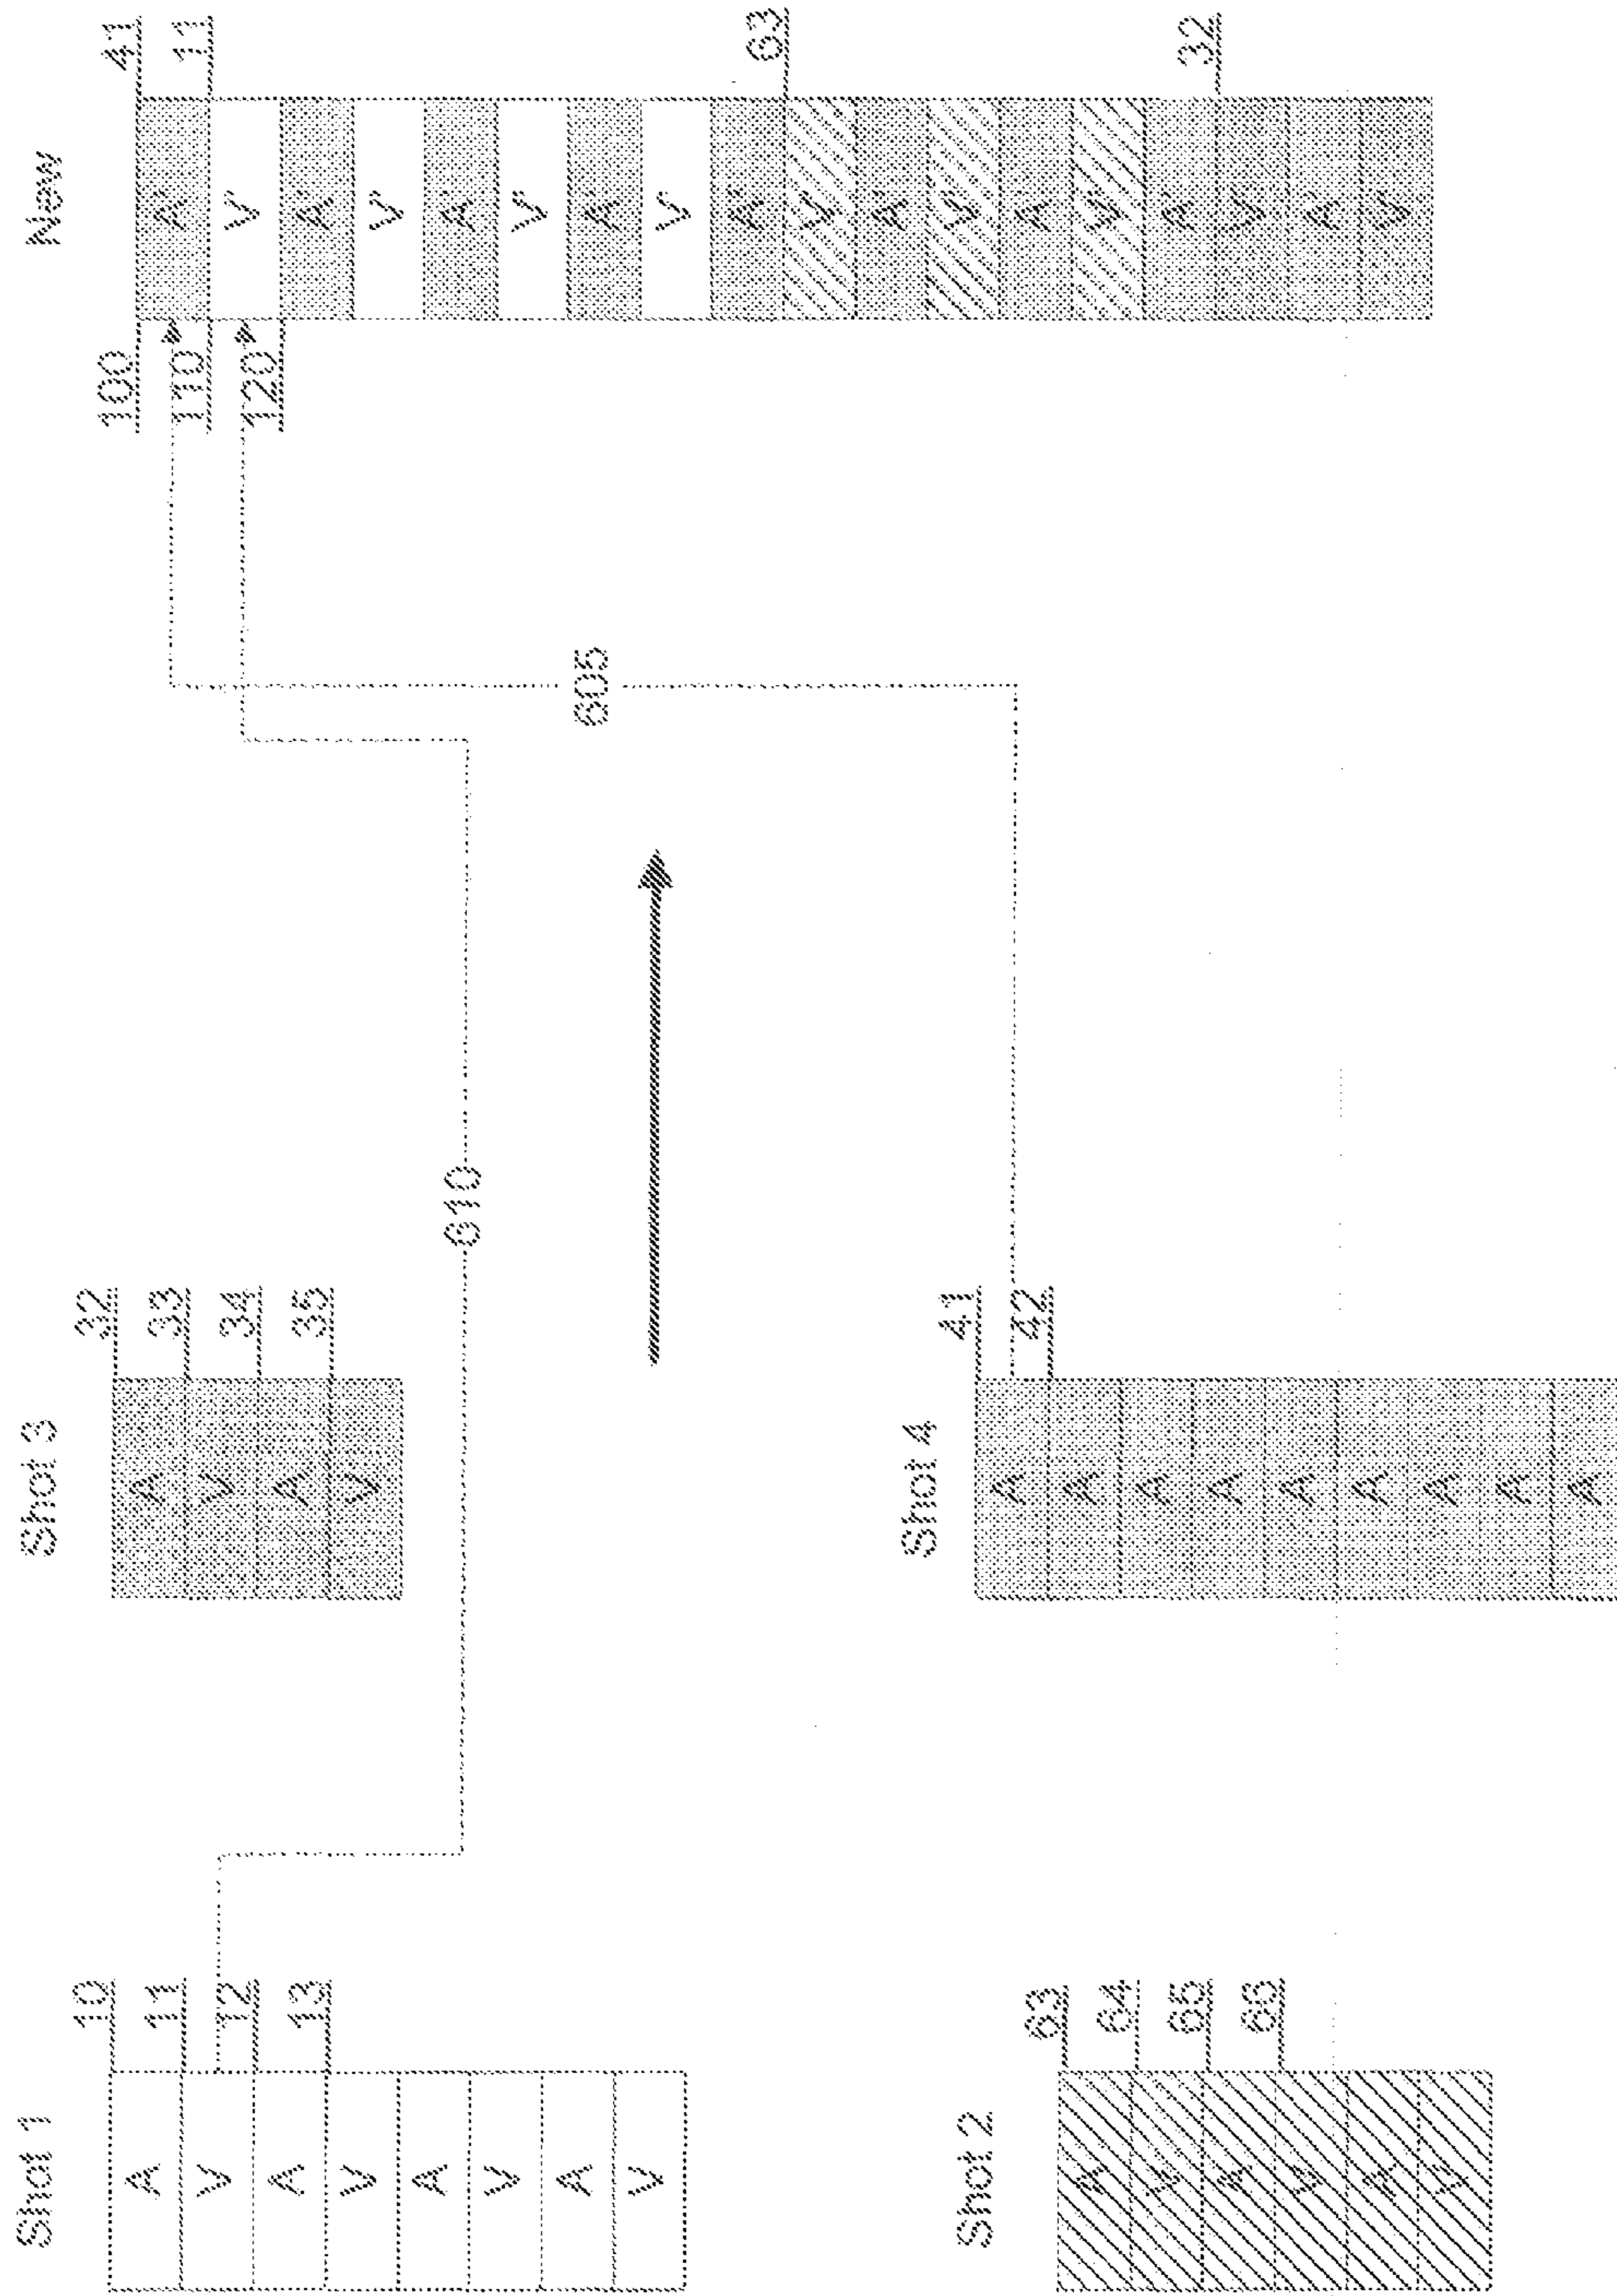 Shot 1
A 10
V 11
A 12
V 13
A
V
A
V
Shot 3
A 32
V 33
A 34
V 35
New
100 A 41
110 V 11
120 A
V
A
V
A
V
A
V 63
A
V
A
V
A
V 32
A
V
610
605
Shot 2
A 63
V 64
A 65
V 66
A
V
Shot 4
A 41
A 42
A
A
A
A
A
A
A